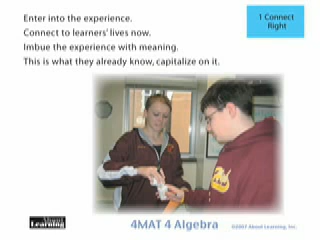 Enter into the experience.
1 Connect
Right
Connect to learners' lives now.
Imbue the experience with meaning.
This is what they already know, capitalize on it.
About
Learning
4MAT 4 Algebra
©2007 About Learning, Inc.